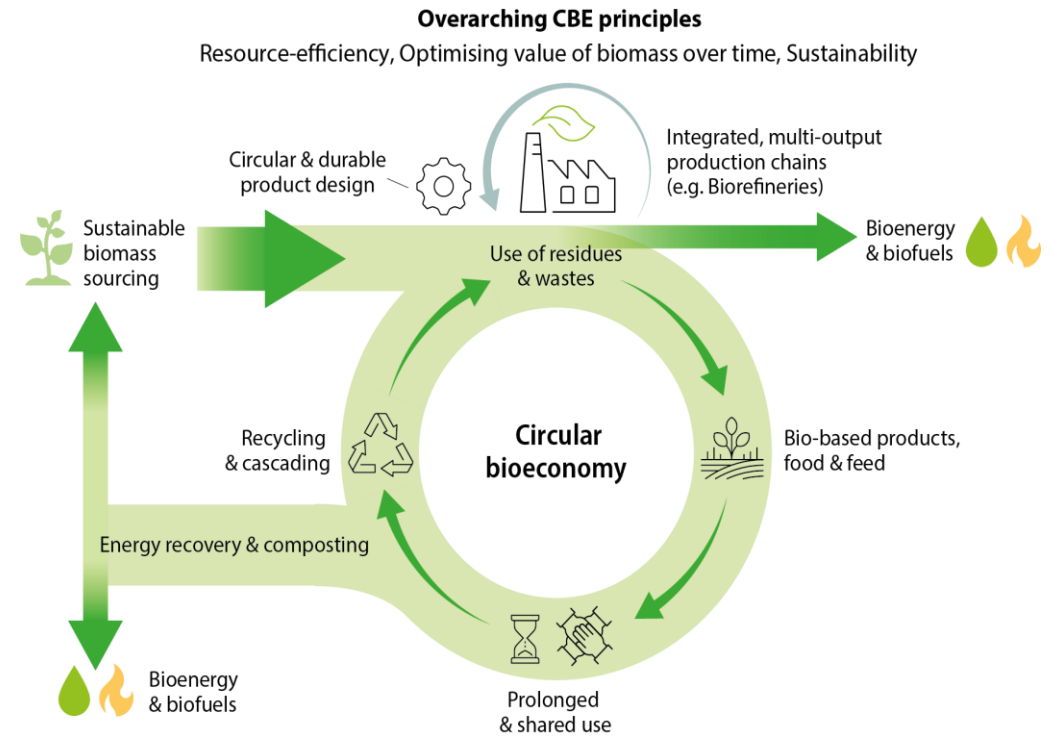 Overarching CBE principles
Resource-efficiency, Optimising value of biomass over time, Sustainability
Circular & durable
product design
Integrated, multi-output
production chains
(e.g. Biorefineries)
Sustainable
biomass
sourcing
Use of residues
& wastes
Bioenergy
& biofuels
Recycling
& cascading
Circular
bioeconomy
Bio-based products,
food & feed
Energy recovery & composting
Bioenergy
& biofuels
Prolonged
& shared use